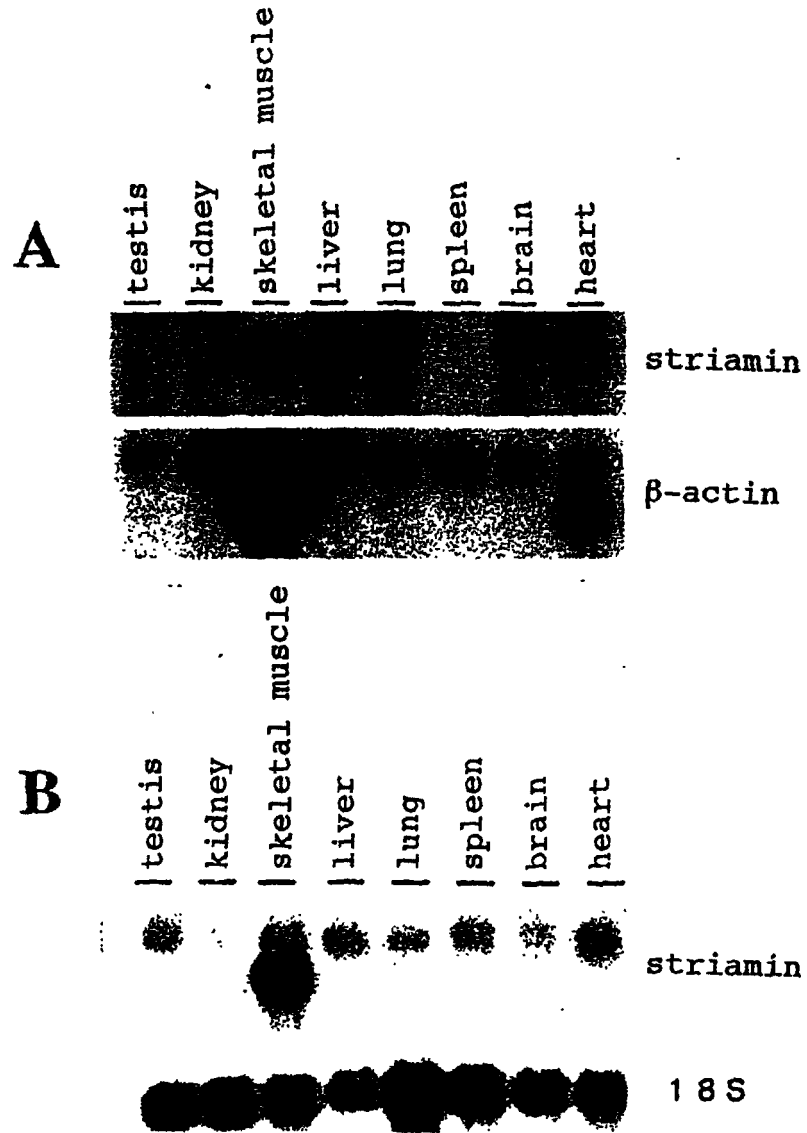 A
testis
kidney
skeletal muscle
liver
lung
spleen
brain
heart
striamin
β-actin
B
testis
kidney
skeletal muscle
liver
lung
spleen
brain
heart
striamin
18S